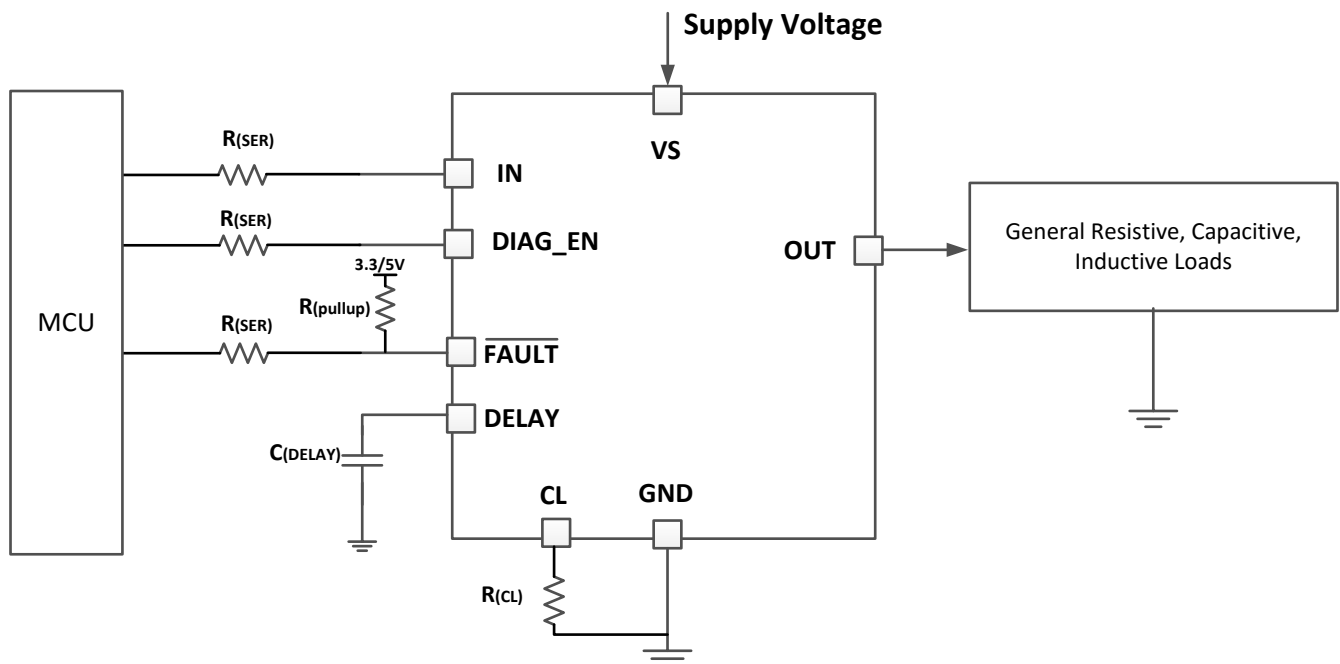 Supply Voltage
R(SER)
VS
IN
R(SER)
DIAG_EN
3.3/5V
R(pullup)
OUT
General Resistive, Capacitive,
Inductive Loads
MCU
R(SER)
FAULT
DELAY
C(DELAY)
CL
GND
R(CL)